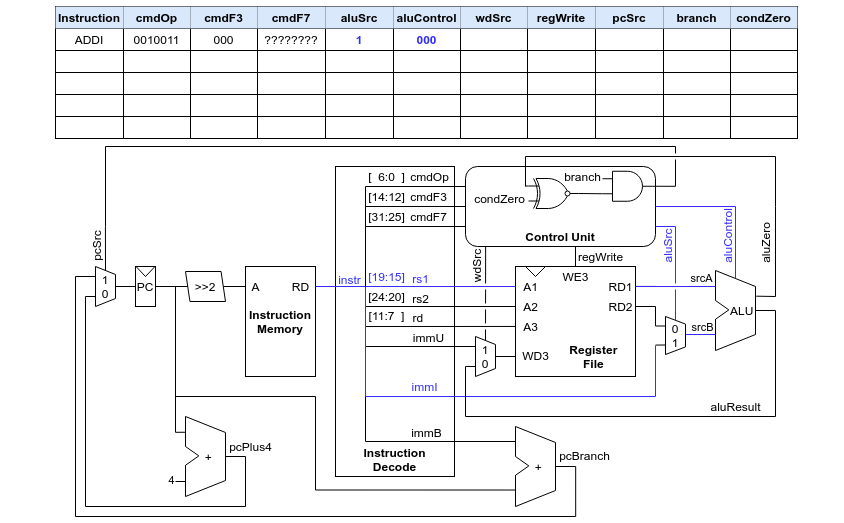 Instruction cmdOp cmdF3 cmdF7 aluSrc aluControl wdSrc regWrite pcSrc branch condZero
ADDI 0010011 000 ???????? 1 000
[ 6:0 ] cmdOp
[14:12] cmdF3
[31:25] cmdF7
branch
condZero
Control Unit
pcSrc
wdSrc
regWrite
aluSrc
aluControl
aluZero
1
0
PC
>>2
A RD
Instruction
Memory
instr
[19:15] rs1
[24:20] rs2
[11:7 ] rd
immU
immI
immB
Instruction
Decode
1
0
WE3
A1 RD1
A2 RD2
A3
WD3
Register
File
srcA
srcB
0
1
ALU
aluResult
pcPlus4
+
4
pcBranch
+